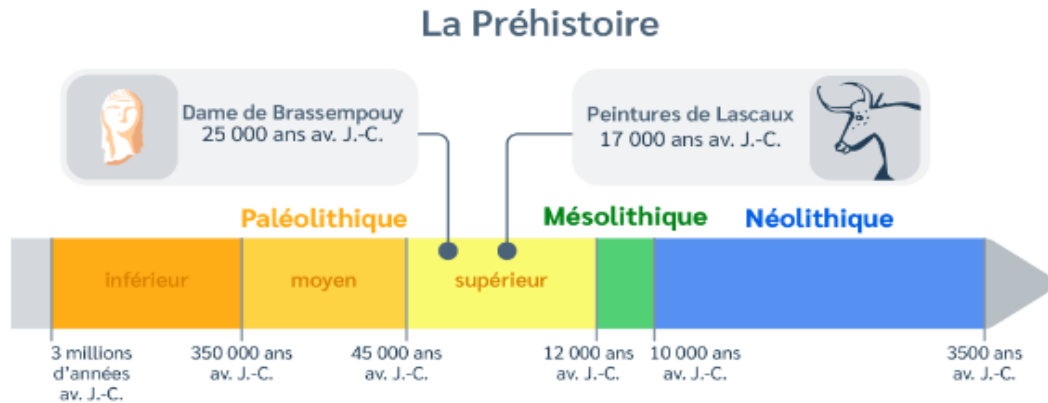 La Préhistoire
Dame de Brassempouy
25 000 ans av. J.-C.
Peintures de Lascaux
17 000 ans av. J.-C.
Paléolithique
Mésolithique
Néolithique
inférieur
moyen
supérieur
3 millions
d'années
av. J.-C.
350 000 ans
av. J.-C.
45 000 ans
av. J.-C.
12 000 ans
av. J.-C.
10 000 ans
av. J.-C.
3500 ans
av. J.-C.